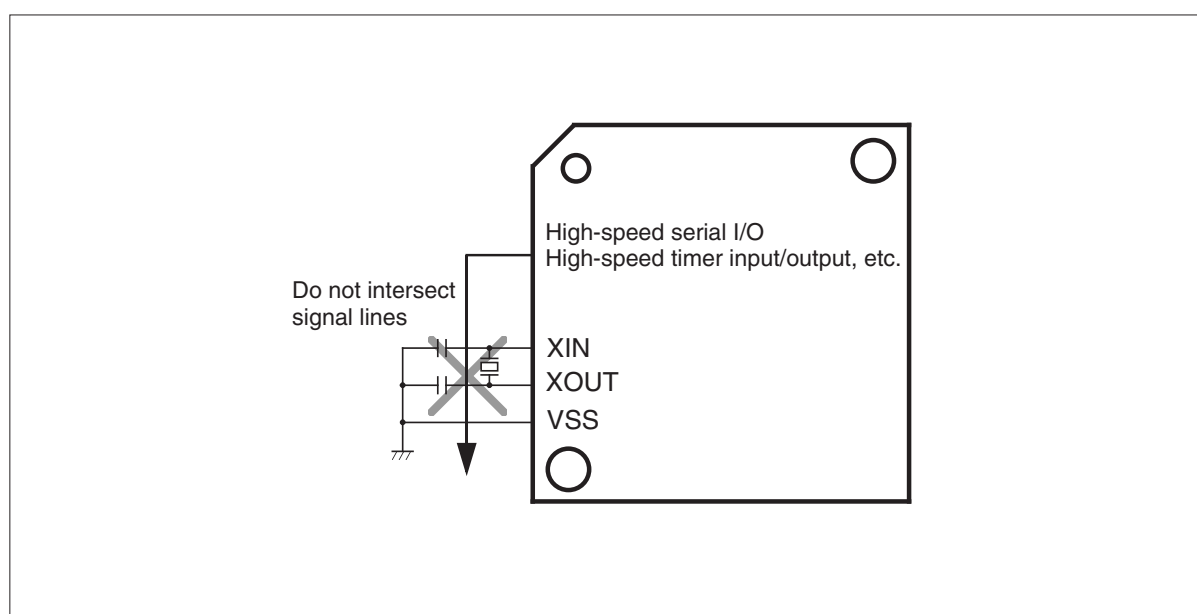 High-speed serial I/O
High-speed timer input/output, etc.
Do not intersect
signal lines
XIN
XOUT
VSS